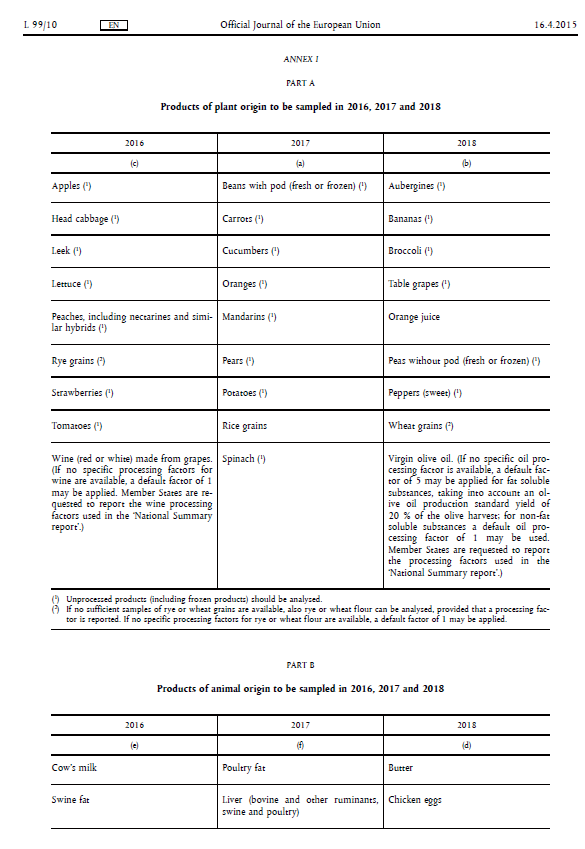 L 99/10 EN Official Journal of the European Union 16.4.2015
ANNEX I
PART A
Products of plant origin to be sampled in 2016, 2017 and 2018
2016 2017 2018
(c) (a) (b)
Apples (¹) Beans with pod (fresh or frozen) (¹) Aubergines (¹)
Head cabbage (¹) Carrots (¹) Bananas (¹)
Leek (¹) Cucumbers (¹) Broccoli (¹)
Lettuce (¹) Oranges (¹) Table grapes (¹)
Peaches, including nectarines and simi-
lar hybrids (¹)
Mandarins (¹) Orange juice
Rye grains (²) Pears (¹) Peas without pod (fresh or frozen) (¹)
Strawberries (¹) Potatoes (¹) Peppers (sweet) (¹)
Tomatoes (¹) Rice grains Wheat grains (²)
Wine (red or white) made from grapes.
(If no specific processing factors for
wine are available, a default factor of 1
may be applied. Member States are re-
quested to report the wine processing
factors used in the ‘National Summary
report’.)
Spinach (¹)
Virgin olive oil. (If no specific oil pro-
cessing factor is available, a default fac-
tor of 5 may be applied for fat soluble
substances, taking into account an ol-
ive oil production standard yield of
20 % of the olive harvest; for non-fat
soluble substances a default oil pro-
cessing factor of 1 may be used.
Member States are requested to report
the processing factors used in the
‘National Summary report’.)
(¹) Unprocessed products (including frozen products) should be analysed.
(²) If no sufficient samples of rye or wheat grains are available, also rye or wheat flour can be analysed, provided that a processing fac-
tor is reported. If no specific processing factors for rye or wheat flour are available, a default factor of 1 may be applied.
PART B
Products of animal origin to be sampled in 2016, 2017 and 2018
2016 2017 2018
(e) (f) (d)
Cow’s milk Poultry fat Butter
Swine fat Liver (bovine and other ruminants, Chicken eggs
swine and poultry)